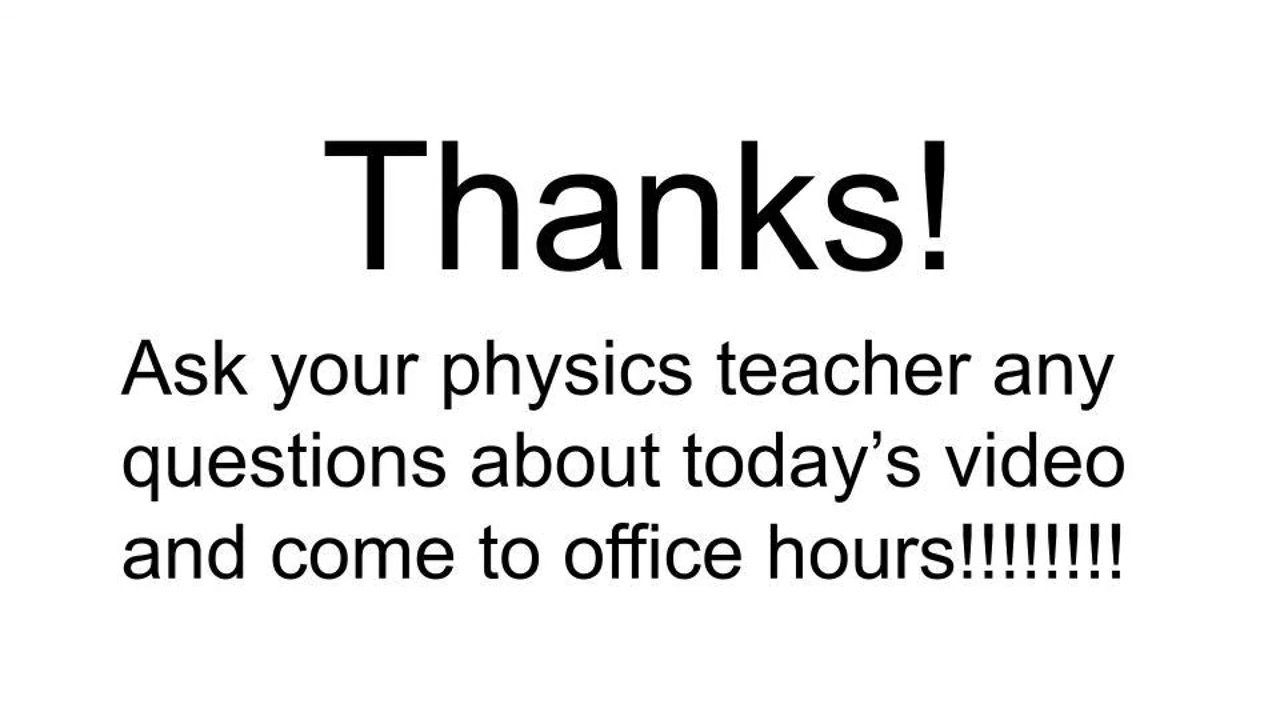 Thanks!
Ask your physics teacher any
questions about today’s video
and come to office hours!!!!!!!!